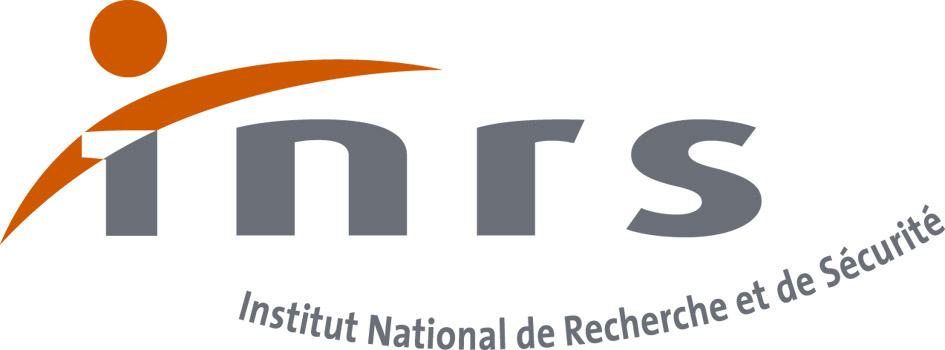 inrs
Institut National de Recherche et de Sécurité